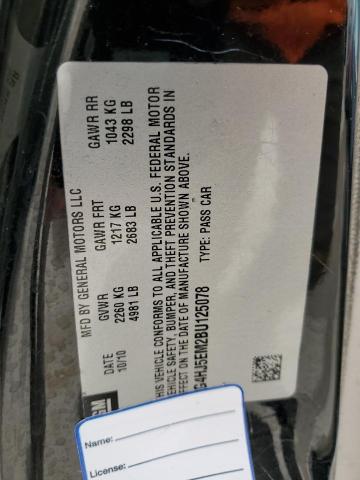 MFD BY GENERAL MOTORS LLC
DATE GVWR GAWR FRT GAWR RR
10/10 2260 KG 1217 KG 1043 KG
4981 LB 2683 LB 2298 LB
THIS VEHICLE CONFORMS TO ALL APPLICABLE U.S. FEDERAL MOTOR
VEHICLE SAFETY, BUMPER, AND THEFT PREVENTION STANDARDS IN
EFFECT ON THE DATE OF MANUFACTURE SHOWN ABOVE.
G4HJ5EM2BU125078 TYPE: PASS CAR
GM
Name:
License: